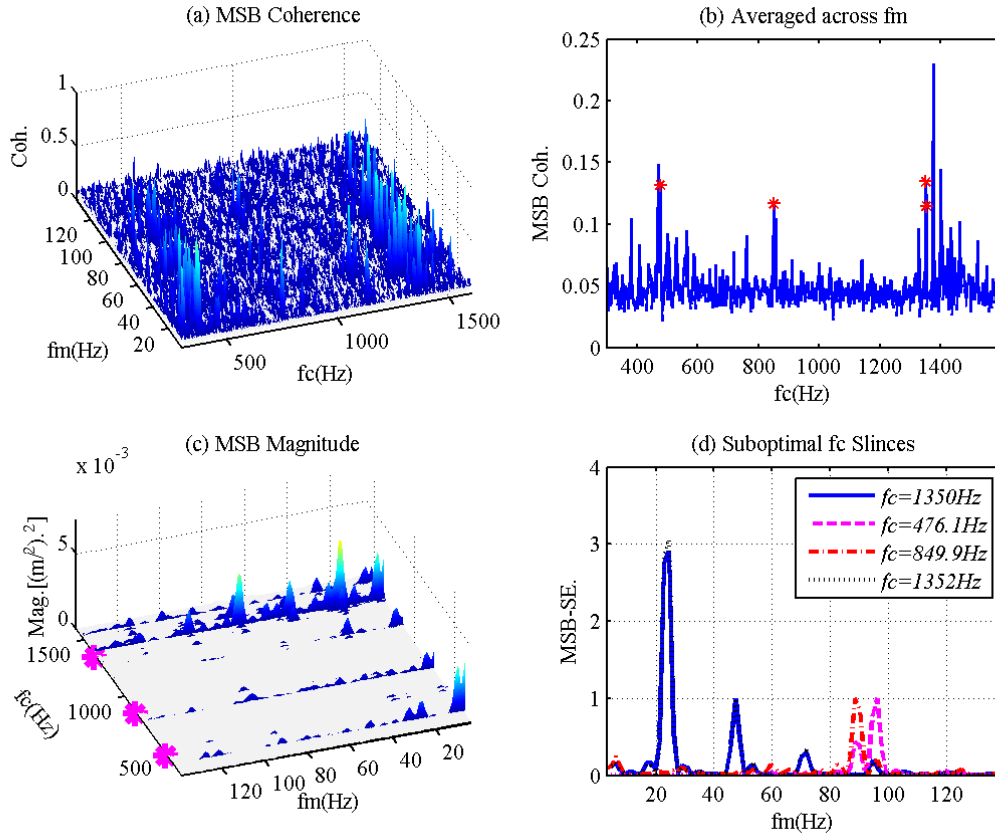 (a) MSB Coherence
1
0.5
0
Coh.
120
100
80
60
40
20
fm(Hz)
500
1000
1500
fc(Hz)
(b) Averaged across fm
0.25
0.2
0.15
0.1
0.05
0
MSB Coh.
400 600 800 1000 1200 1400
fc(Hz)
(c) MSB Magnitude
x 10^-3
5
0
Mag.[(m/²).²]
1500
1000
500
fc(Hz)
120 100 80 60 40 20
fm(Hz)
(d) Suboptimal fc Slinces
4
3
2
1
0
MSB-SE.
fc=1350Hz
fc=476.1Hz
fc=849.9Hz
fc=1352Hz
20 40 60 80 100 120
fm(Hz)